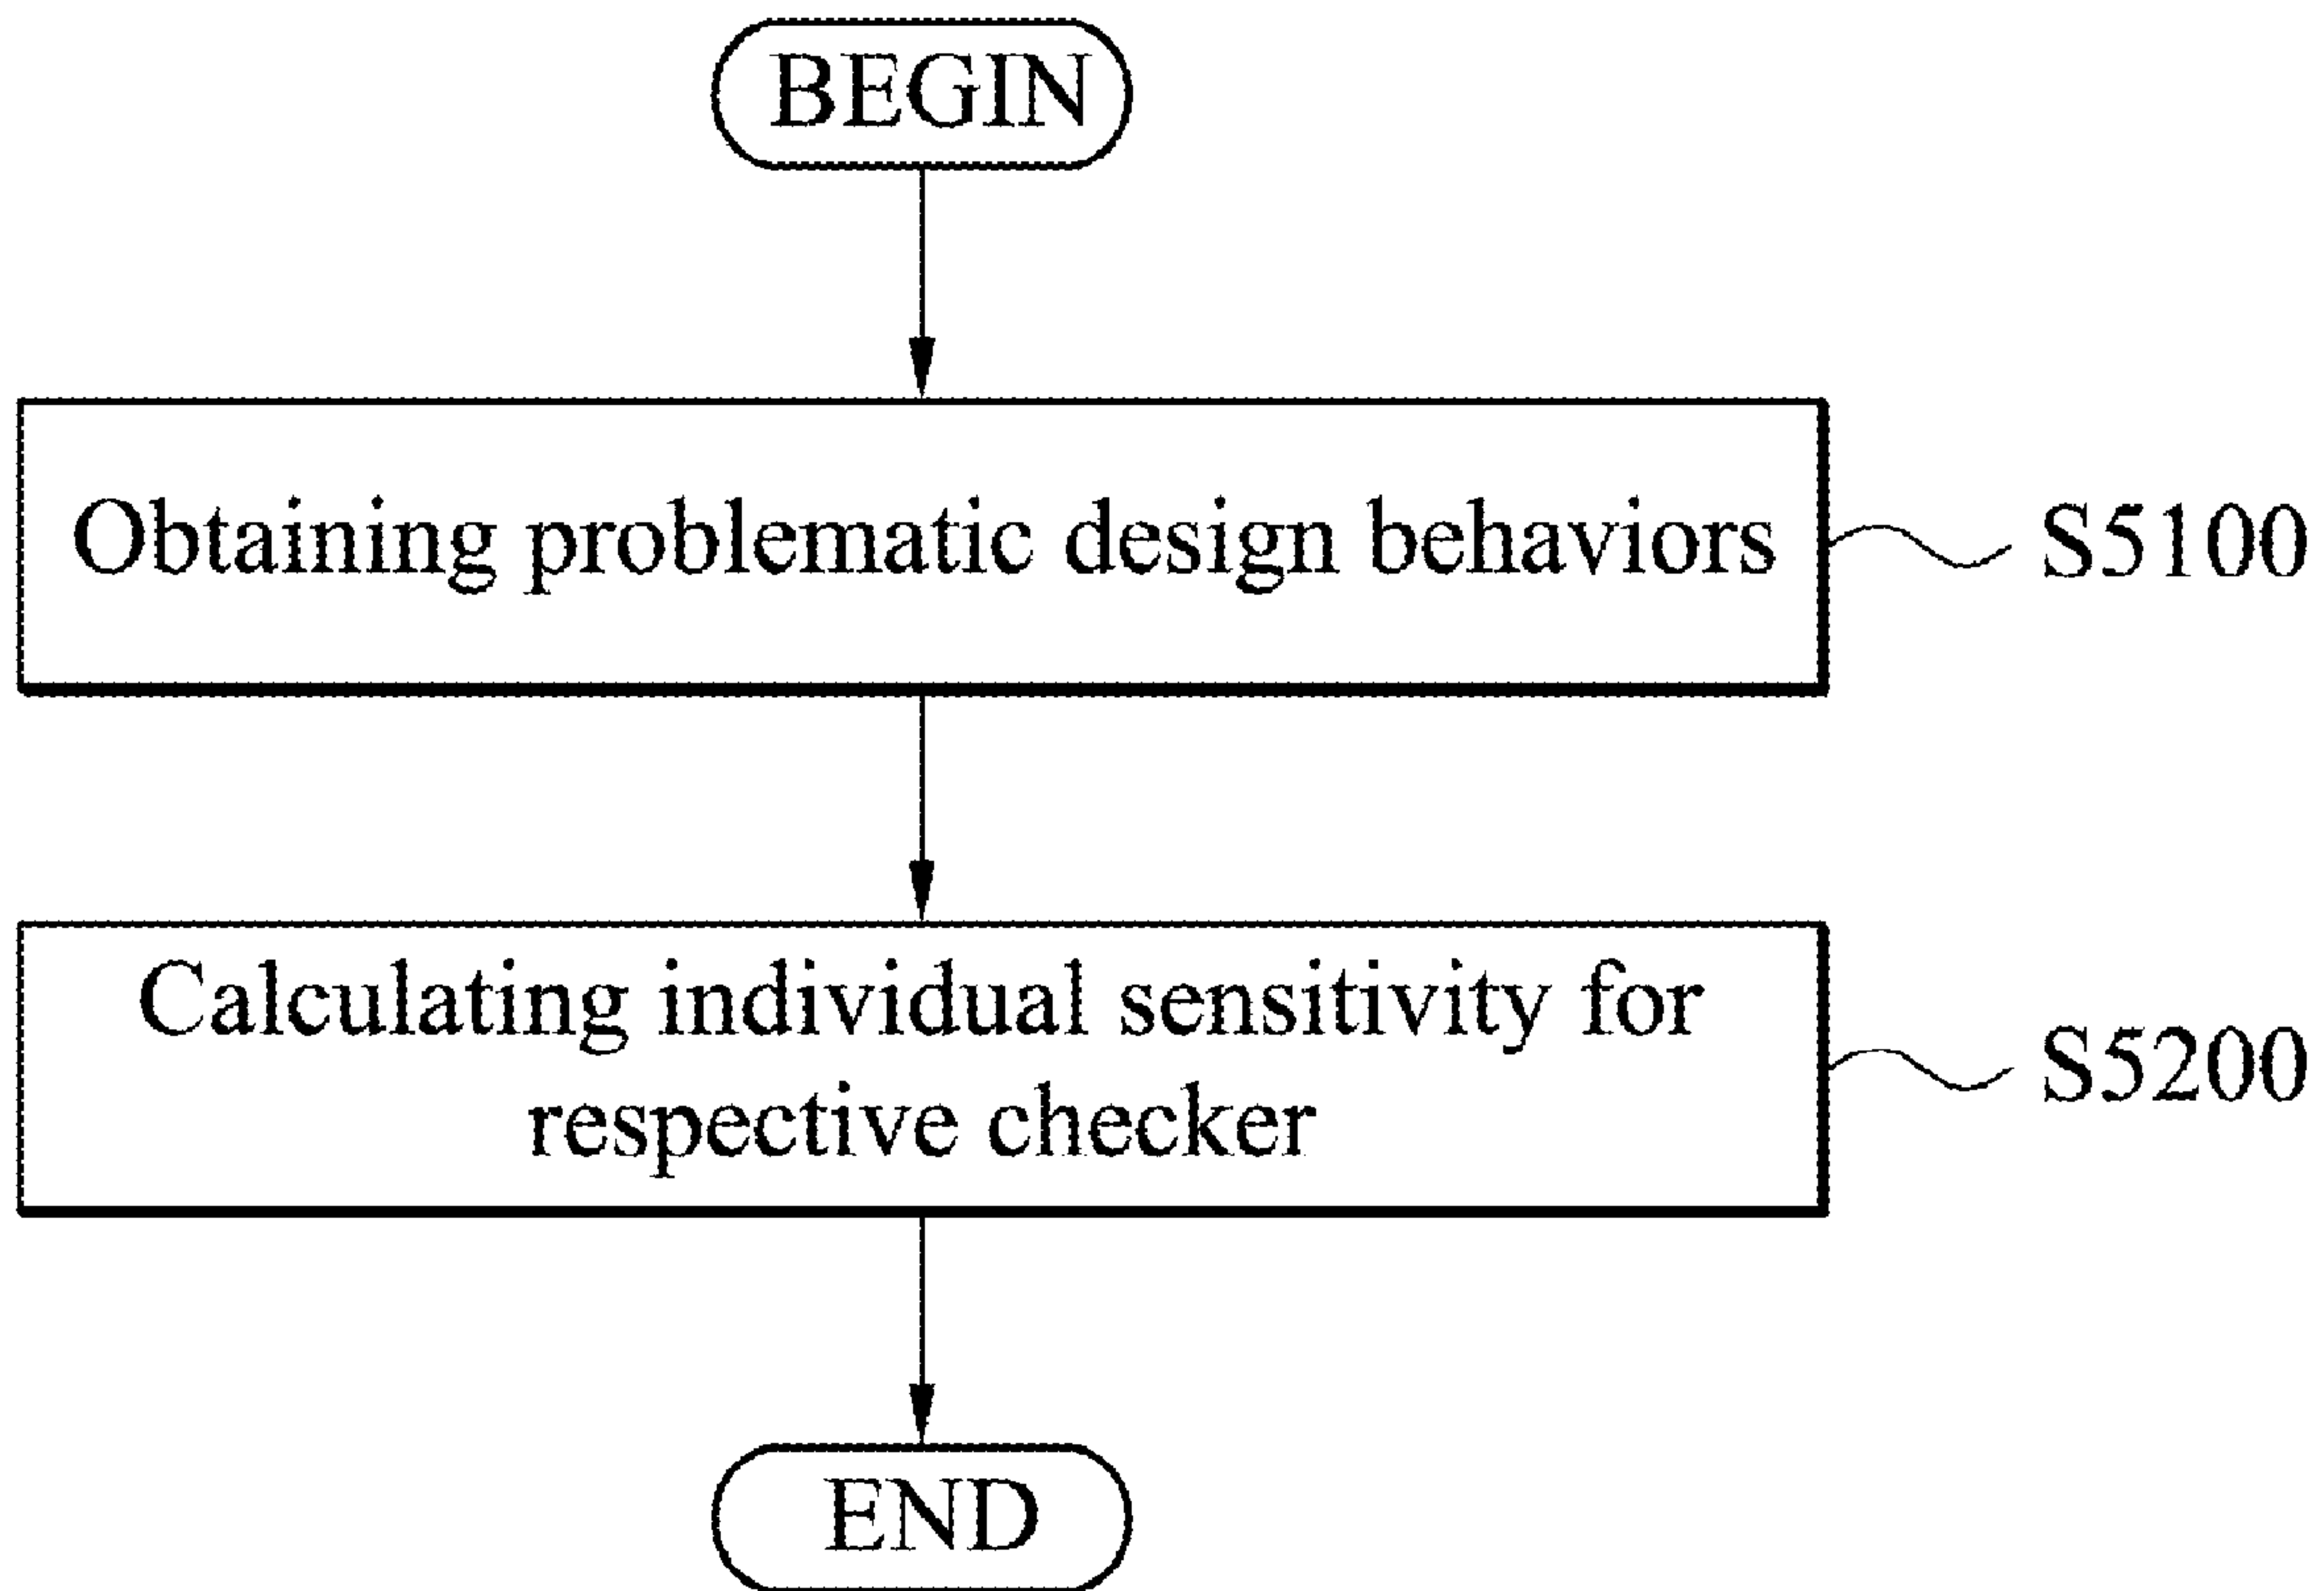 BEGIN
Obtaining problematic design behaviors
S5100
Calculating individual sensitivity for
respective checker
S5200
END